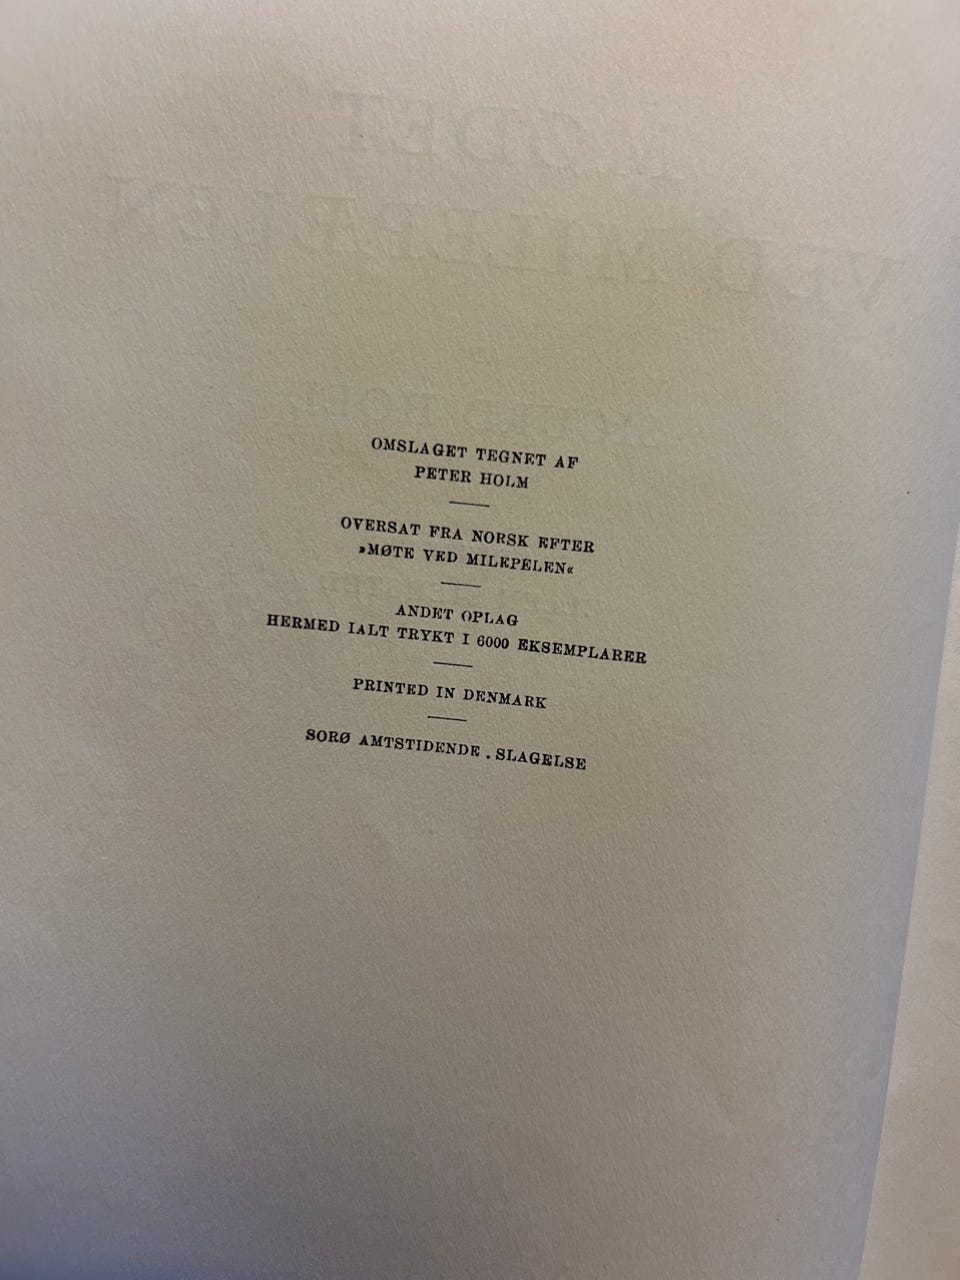 OMSLAGET TEGNET AF
PETER HOLM
OVERSAT FRA NORSK EFTER
»MØTE VED MILEPELEN«
ANDET OPLAG
HERMED IALT TRYKT I 6000 EKSEMPLARER
PRINTED IN DENMARK
SORØ AMTSTIDENDE . SLAGELSE